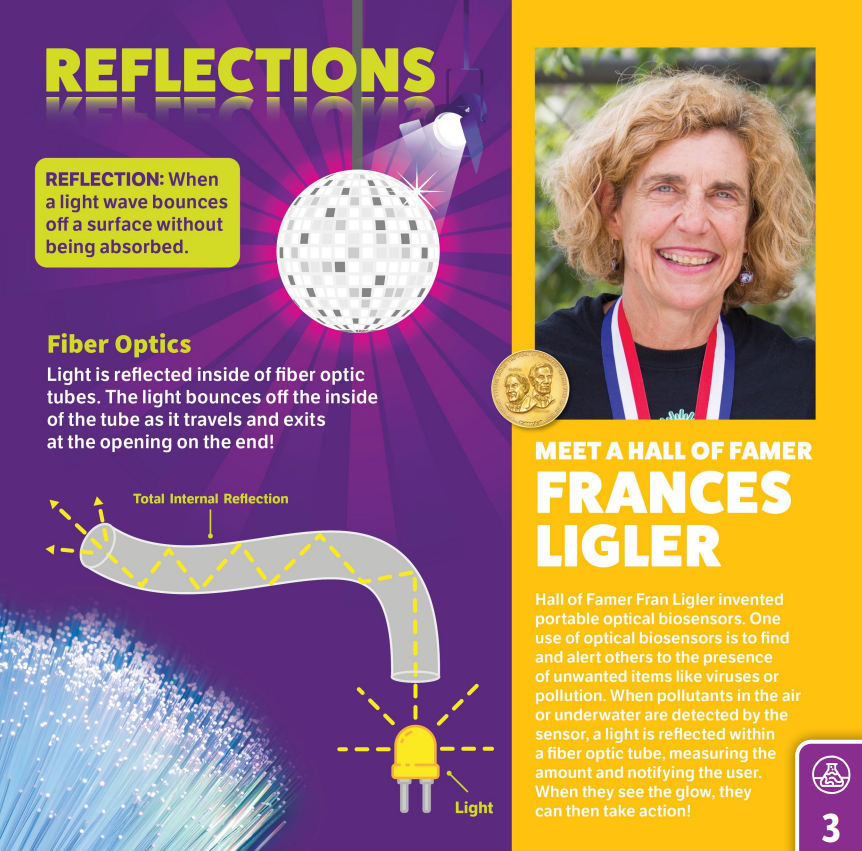 REFLECTIONS
REFLECTION: When
a light wave bounces
off a surface without
being absorbed.
Fiber Optics
Light is reflected inside of fiber optic
tubes. The light bounces off the inside
of the tube as it travels and exits
at the opening on the end!
Total Internal Reflection
Light
MEET A HALL OF FAMER
FRANCES
LIGLER
Hall of Famer Fran Ligler invented
portable optical biosensors. One
use of optical biosensors is to find
and alert others to the presence
of unwanted items like viruses or
pollution. When pollutants in the air
or underwater are detected by the
sensor, a light is reflected within
a fiber optic tube, measuring the
amount and notifying the user.
When they see the glow, they
can then take action!
3